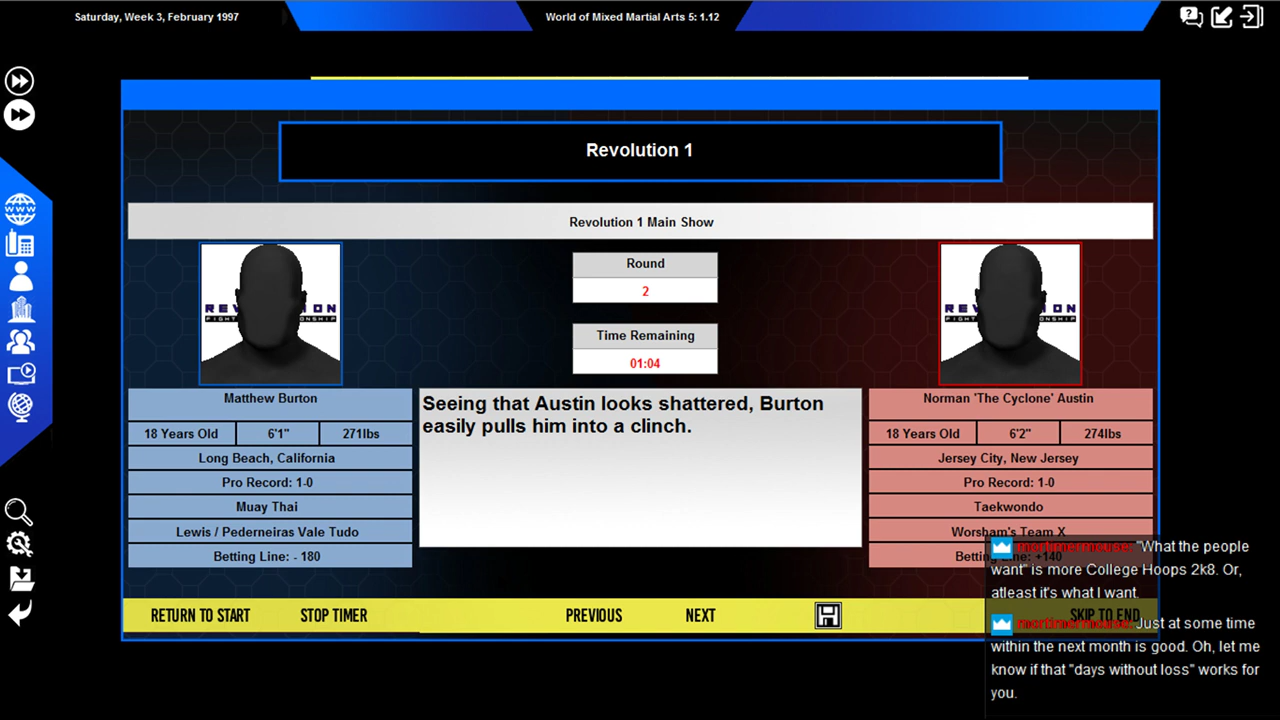 Saturday, Week 3, February 1997
World of Mixed Martial Arts 5: 1.12
Revolution 1
Revolution 1 Main Show
Round
2
Time Remaining
01:04
Matthew Burton
18 Years Old
6'1"
271lbs
Long Beach, California
Pro Record: 1-0
Muay Thai
Lewis / Pederneiras Vale Tudo
Betting Line: - 180
Seeing that Austin looks shattered, Burton
easily pulls him into a clinch.
Norman 'The Cyclone' Austin
18 Years Old
6'2"
274lbs
Jersey City, New Jersey
Pro Record: 1-0
Taekwondo
Worsham's Team X
Betting Line: +140
RETURN TO START
STOP TIMER
PREVIOUS
NEXT
SKIP TO END
mortimermouse: "What the people
want" is more College Hoops 2k8. Or,
atleast it's what I want.
mortimermouse: Just at some time
within the next month is good. Oh, let me
know if that "days without loss" works for
you.
WWW